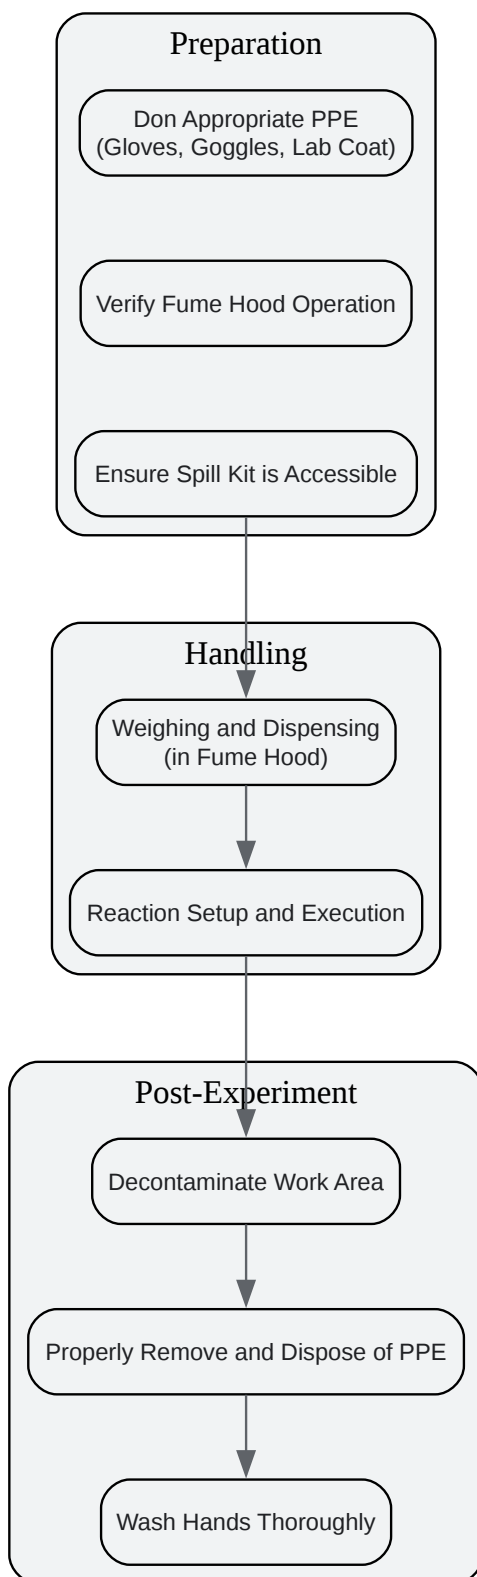 Preparation
Don Appropriate PPE
(Gloves, Goggles, Lab Coat)
Verify Fume Hood Operation
Ensure Spill Kit is Accessible
Handling
Weighing and Dispensing
(in Fume Hood)
Reaction Setup and Execution
Post-Experiment
Decontaminate Work Area
Properly Remove and Dispose of PPE
Wash Hands Thoroughly